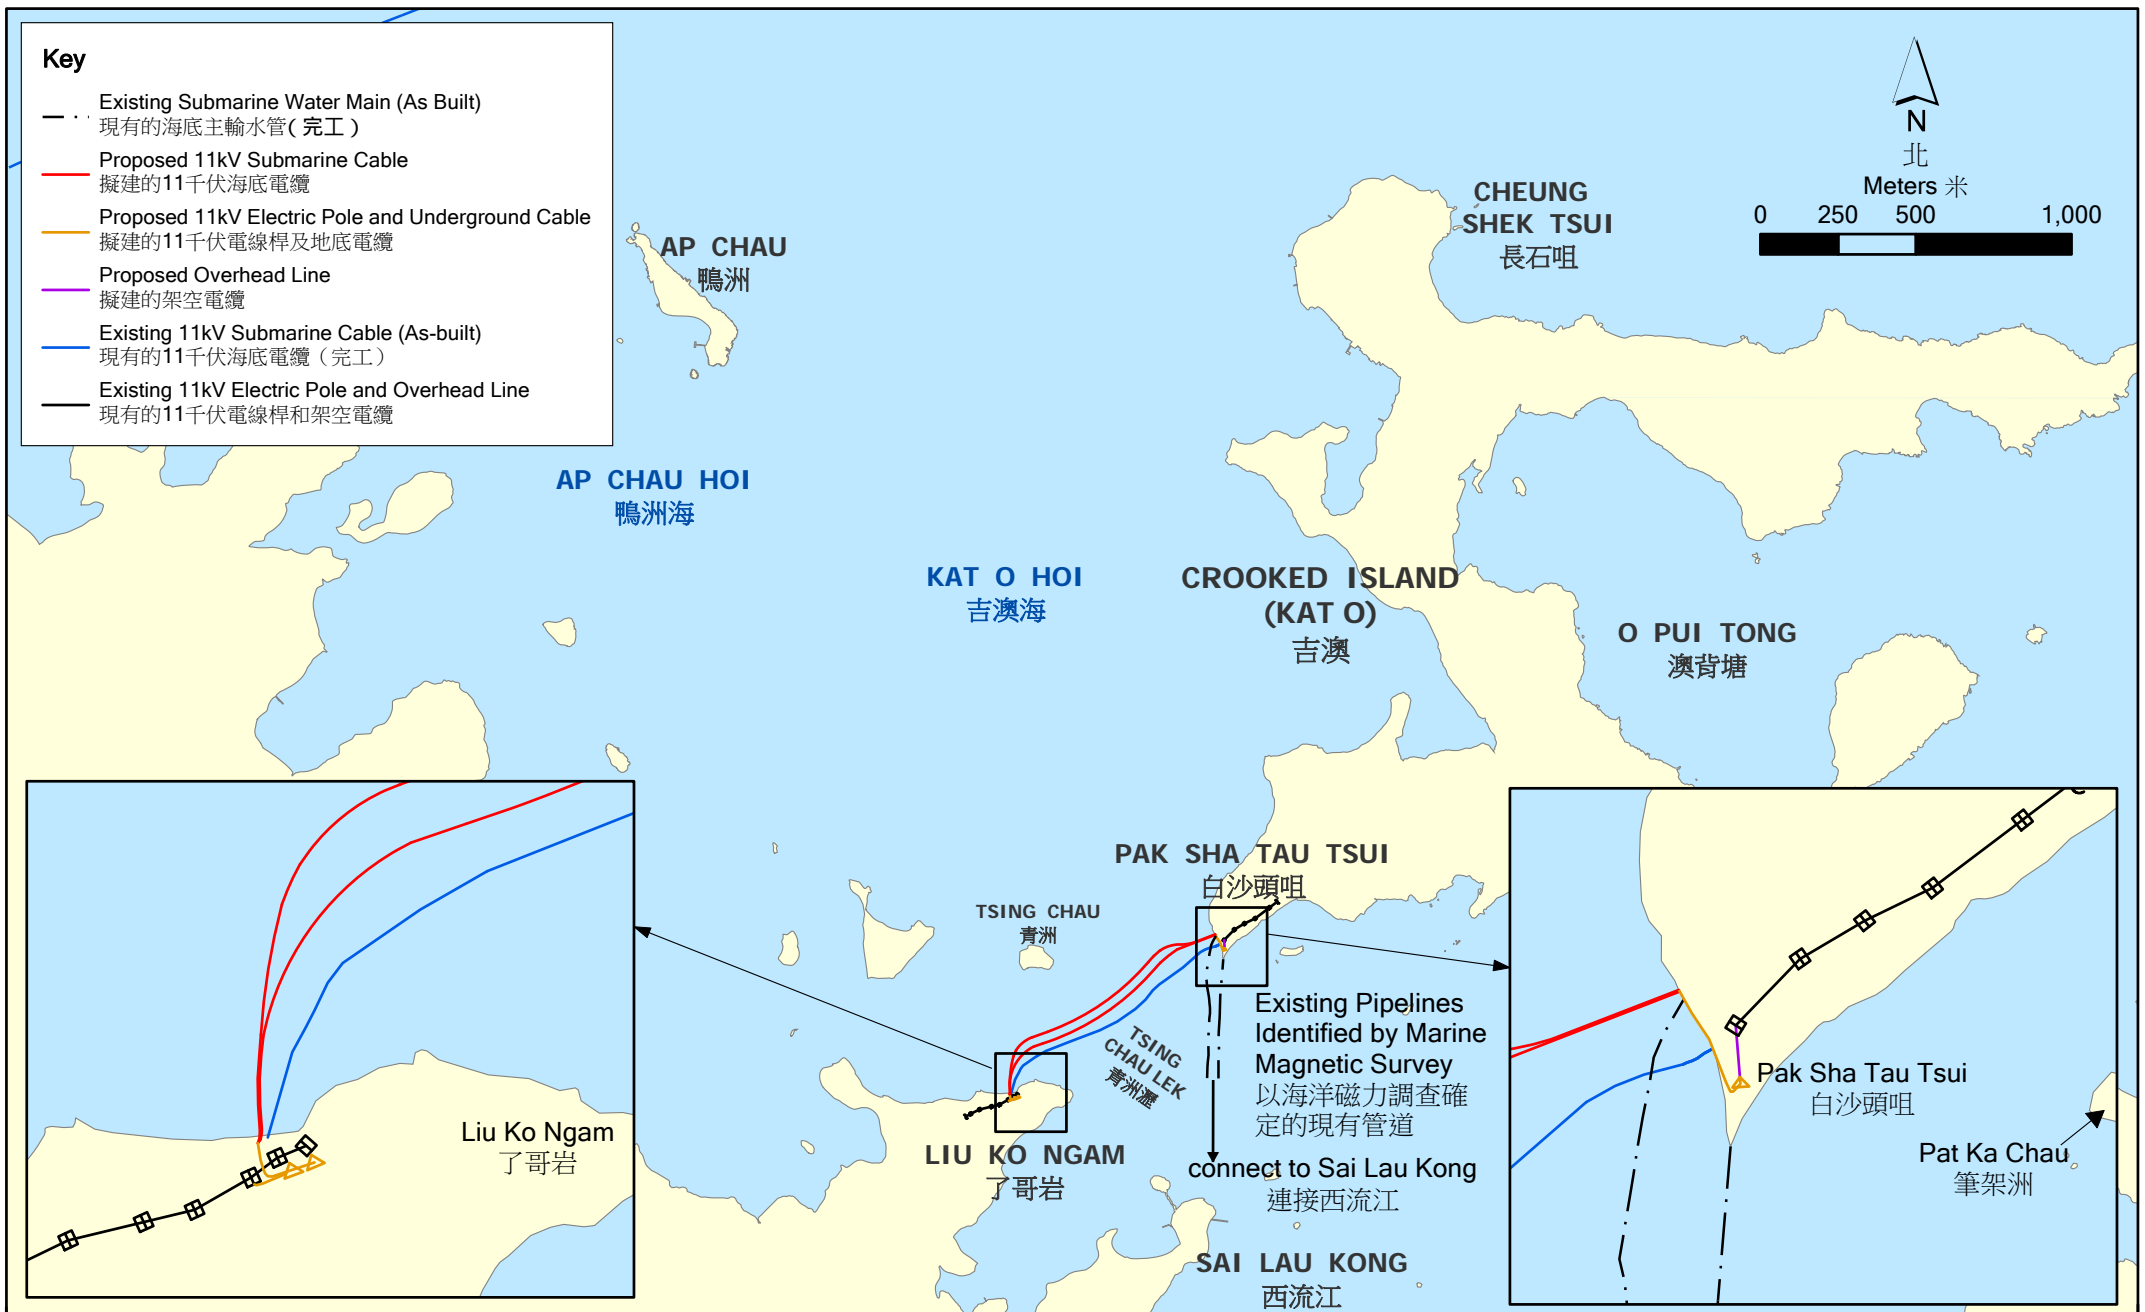 Key
Existing Submarine Water Main (As Built)
現有的海底主輸水管(完工)
Proposed 11kV Submarine Cable
擬建的11千伏海底電纜
Proposed 11kV Electric Pole and Underground Cable
擬建的11千伏電線桿及地底電纜
Proposed Overhead Line
擬建的架空電纜
Existing 11kV Submarine Cable (As-built)
現有的11千伏海底電纜（完工）
Existing 11kV Electric Pole and Overhead Line
現有的11千伏電線桿和架空電纜
N
北
Meters 米
0 250 500 1,000
CHEUNG
SHEK TSUI
長石咀
AP CHAU
鴨洲
AP CHAU HOI
鴨洲海
KAT O HOI
吉澳海
CROOKED ISLAND
(KAT O)
吉澳
O PUI TONG
澳背塘
PAK SHA TAU TSUI
白沙頭咀
TSING CHAU
青洲
TSING
CHAU LEK
青洲瀝
Existing Pipelines
Identified by Marine
Magnetic Survey
以海洋磁力調查確
定的現有管道
connect to Sai Lau Kong
連接西流江
LIU KO NGAM
了哥岩
SAI LAU KONG
西流江
Liu Ko Ngam
了哥岩
Pak Sha Tau Tsui
白沙頭咀
Pat Ka Chau
筆架洲